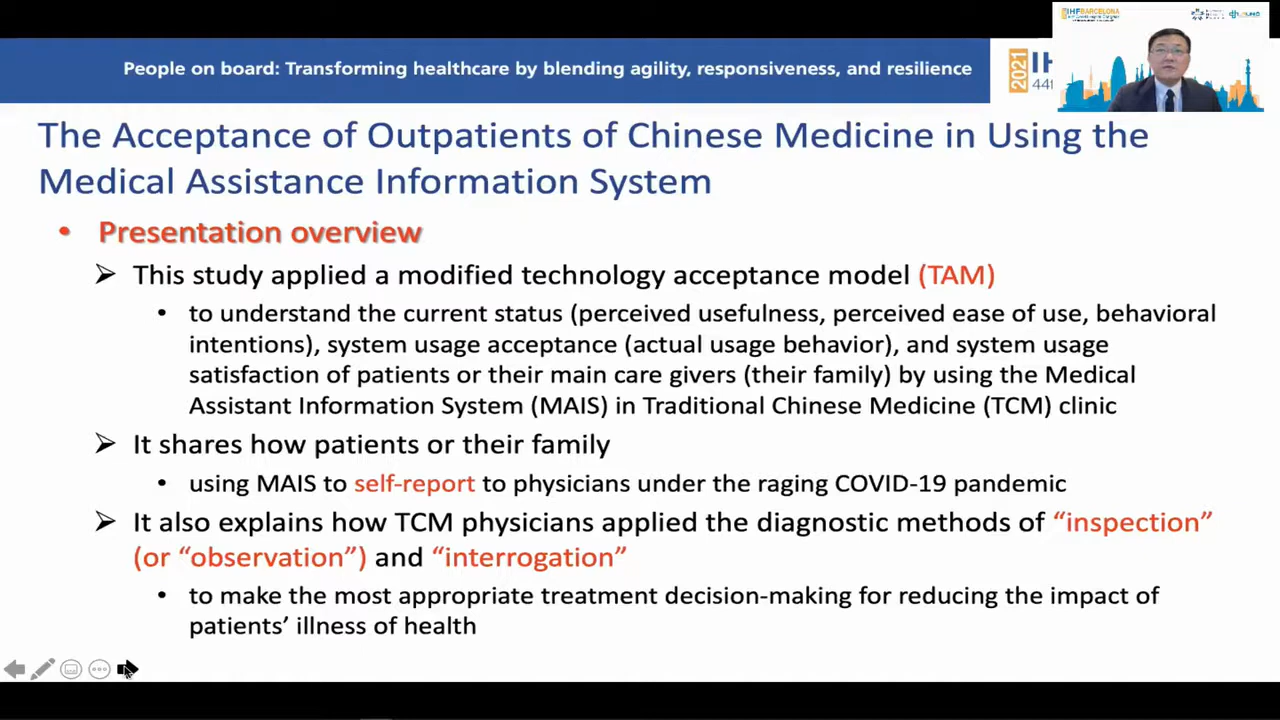 IHF BARCELONA
People on board: Transforming healthcare by blending agility, responsiveness, and resilience
2021
The Acceptance of Outpatients of Chinese Medicine in Using the
Medical Assistance Information System
• Presentation overview
➢ This study applied a modified technology acceptance model (TAM)
• to understand the current status (perceived usefulness, perceived ease of use, behavioral
intentions), system usage acceptance (actual usage behavior), and system usage
satisfaction of patients or their main care givers (their family) by using the Medical
Assistant Information System (MAIS) in Traditional Chinese Medicine (TCM) clinic
➢ It shares how patients or their family
• using MAIS to self-report to physicians under the raging COVID-19 pandemic
➢ It also explains how TCM physicians applied the diagnostic methods of “inspection”
(or “observation”) and “interrogation”
• to make the most appropriate treatment decision-making for reducing the impact of
patients’ illness of health